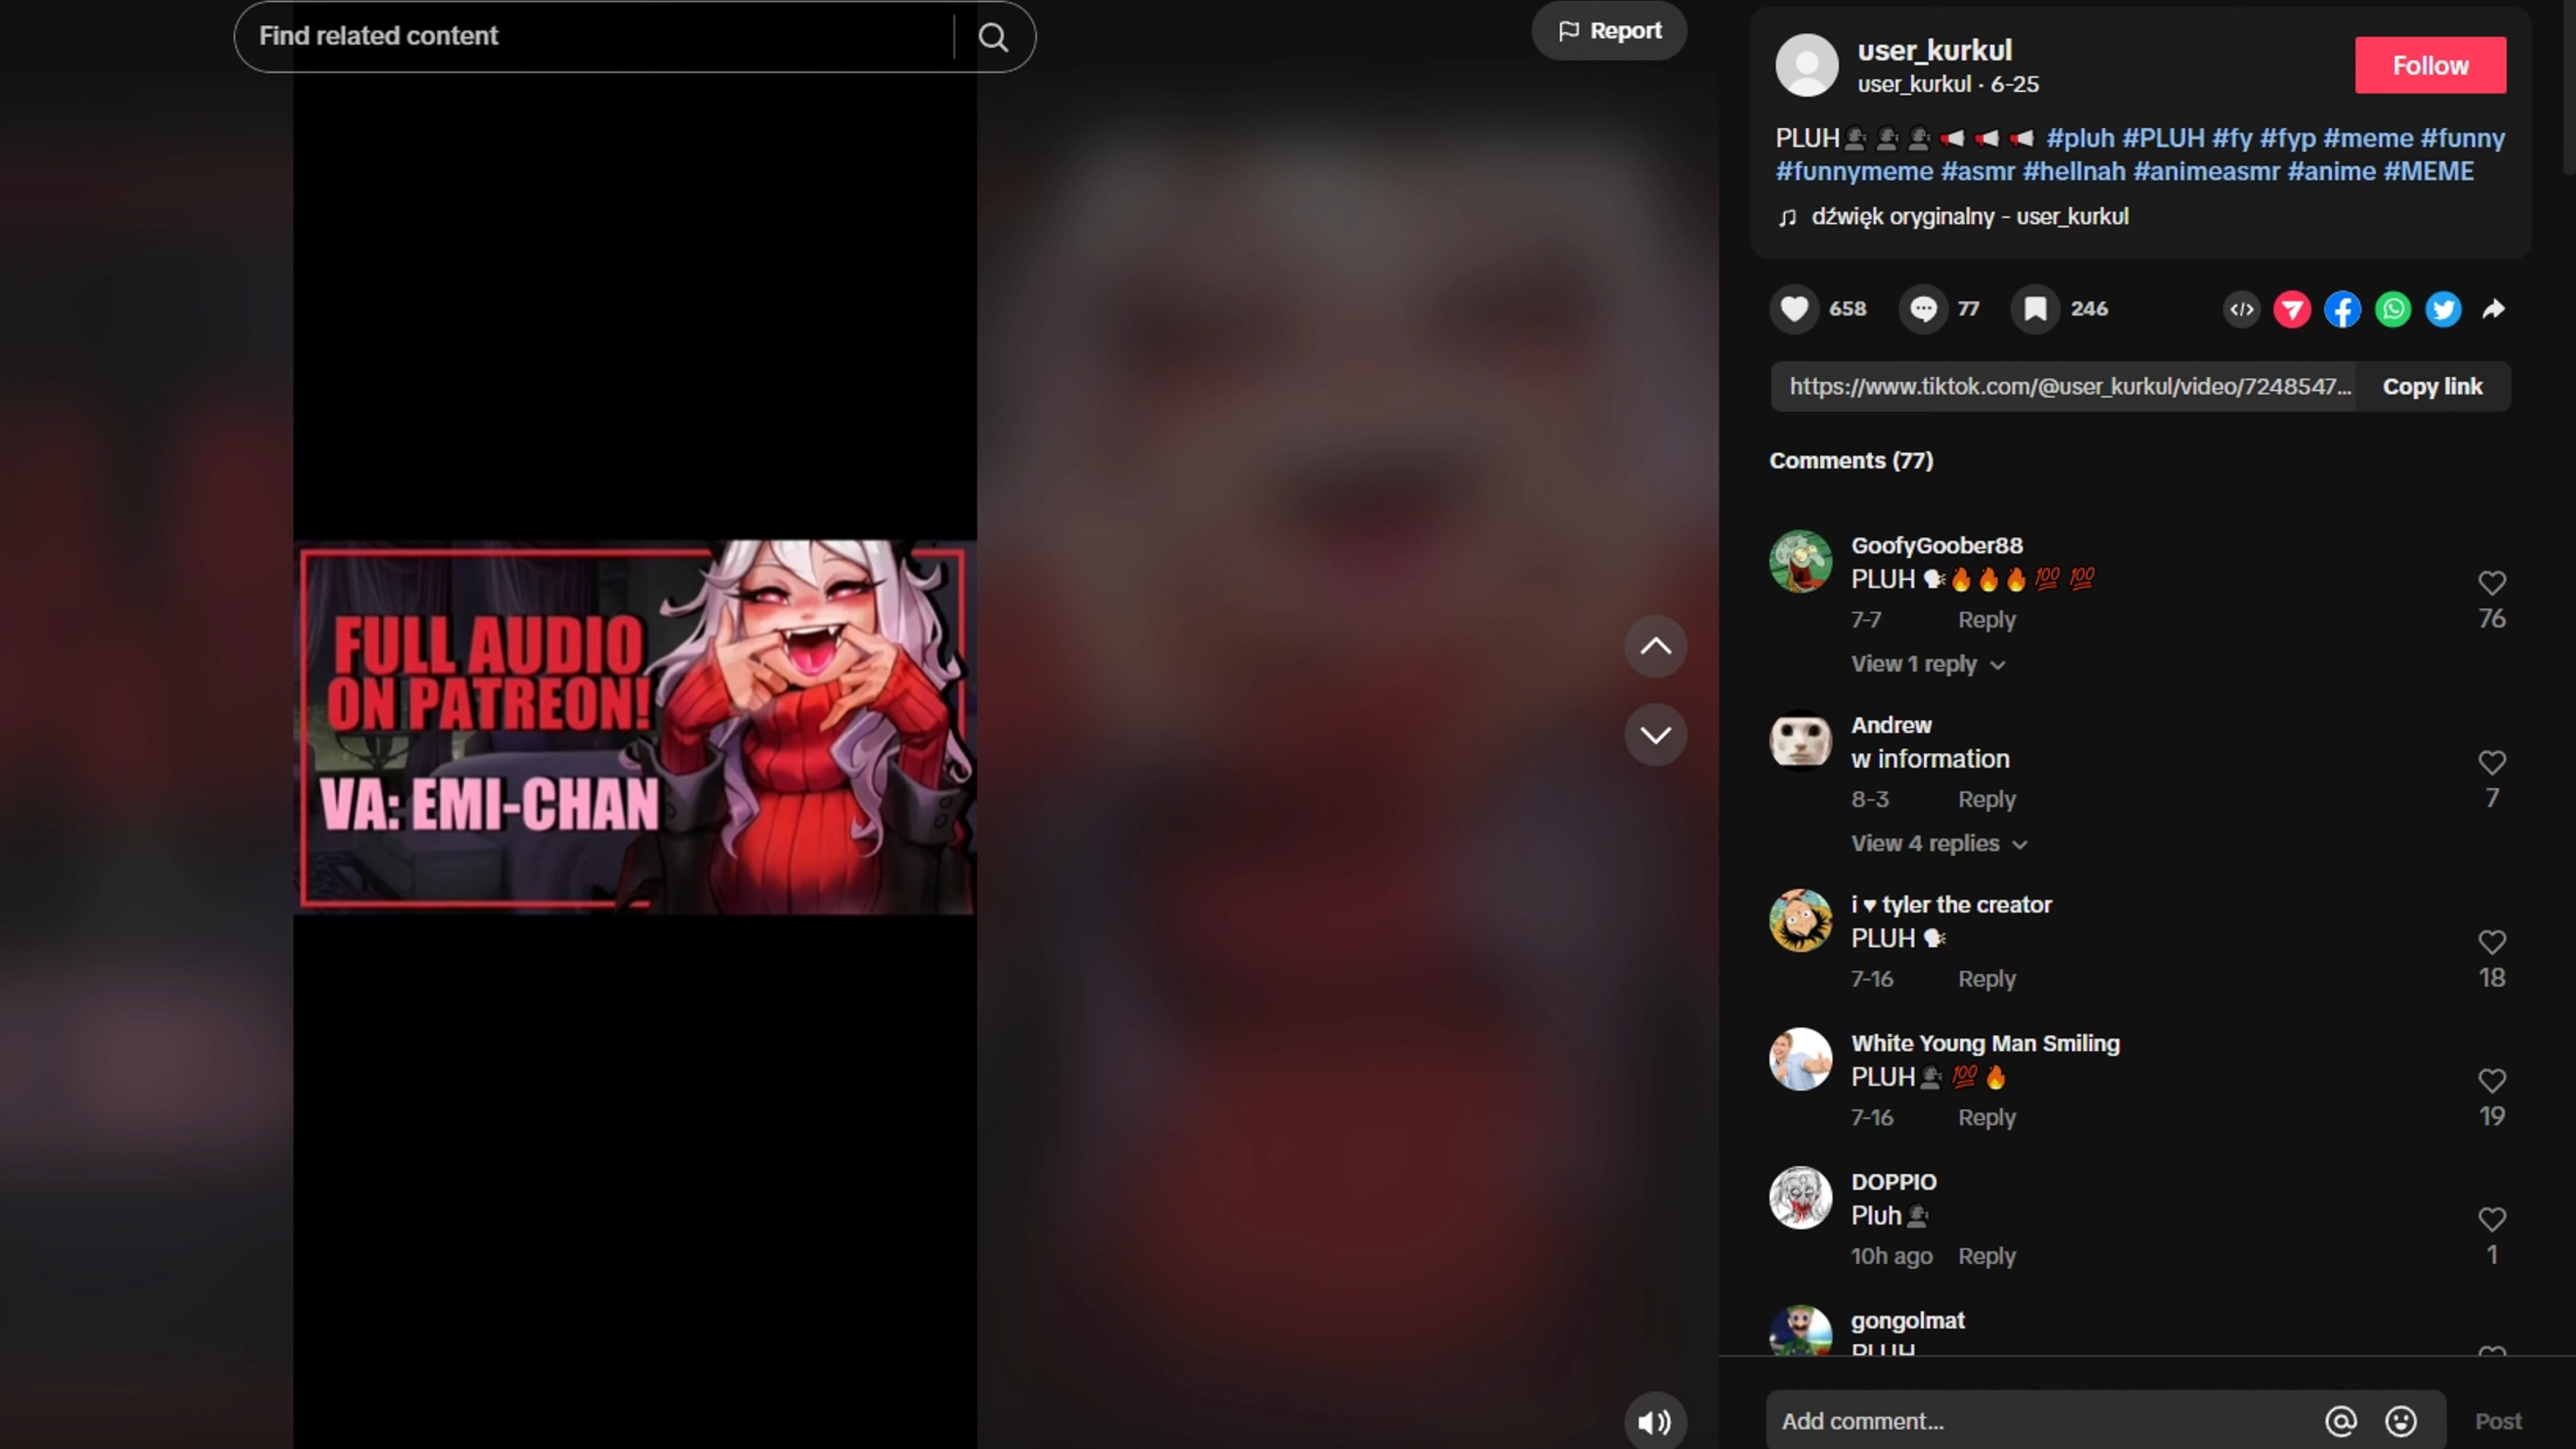 Find related content
Report
FULL AUDIO
ON PATREON!
VA: EMI-CHAN
user_kurkul
user_kurkul · 6-25
Follow
PLUH🗣🗣🗣📢📢📢 #pluh #PLUH #fy #fyp #meme #funny
#funnymeme #asmr #hellnah #animeasmr #anime #MEME
dźwięk oryginalny - user_kurkul
658
77
246
https://www.tiktok.com/@user_kurkul/video/7248547...
Copy link
Comments (77)
GoofyGoober88
PLUH 🗣🔥🔥🔥💯💯
7-7 Reply
76
View 1 reply
Andrew
w information
8-3 Reply
7
View 4 replies
i ♥ tyler the creator
PLUH 🗣
7-16 Reply
18
White Young Man Smiling
PLUH🗣💯🔥
7-16 Reply
19
DOPPIO
Pluh🗣
10h ago Reply
1
gongolmat
PLUH
Add comment...
Post